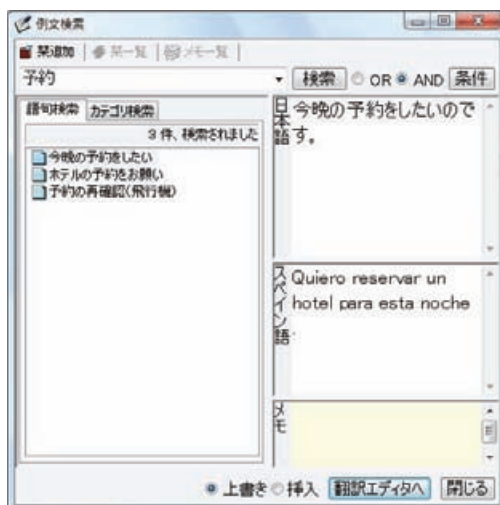 例文検索
栞追加 栞一覧 メモ一覧
予約 検索 OR AND 条件
語句検索 カテゴリ検索
3 件、検索されました
今晩の予約をしたい
ホテルの予約をお願い
予約の再確認(飛行機)
日本語
今晩の予約をしたいので
す。
スペイン語
Quiero reservar un
hotel para esta noche
.
メモ
上書き 挿入 翻訳エディタへ 閉じる